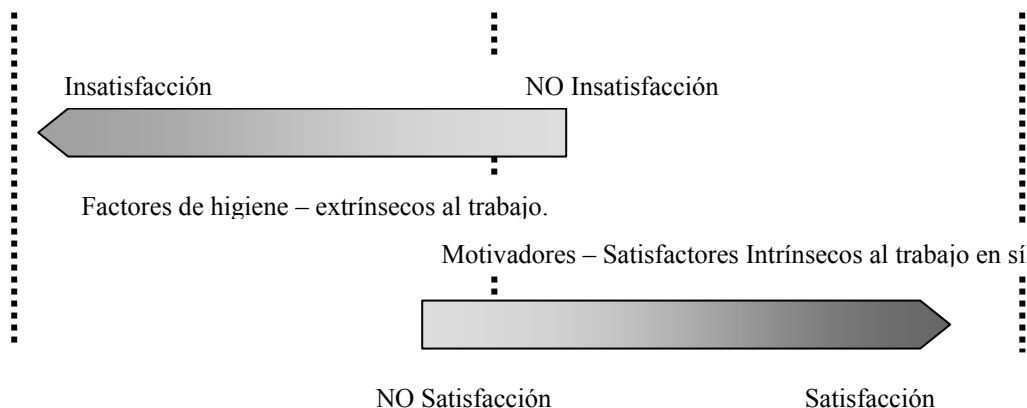 Insatisfacción NO Insatisfacción
Factores de higiene – extrínsecos al trabajo.
Motivadores – Satisfactores Intrínsecos al trabajo en sí
NO Satisfacción Satisfacción